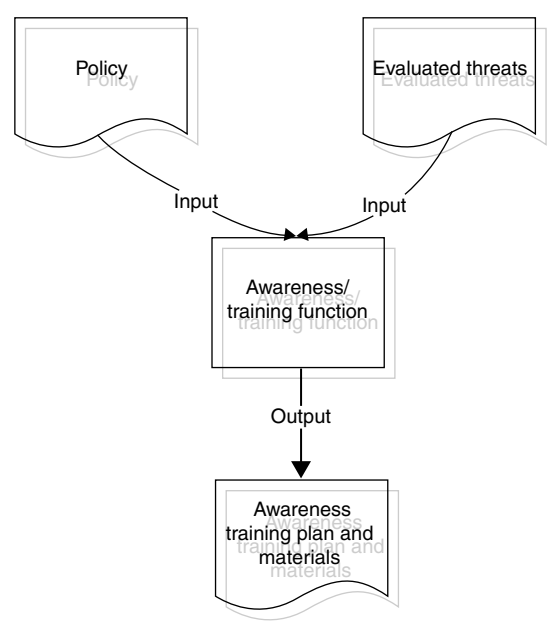 Policy
Evaluated threats
Input
Input
Awareness/
training function
Output
Awareness
training plan and
materials